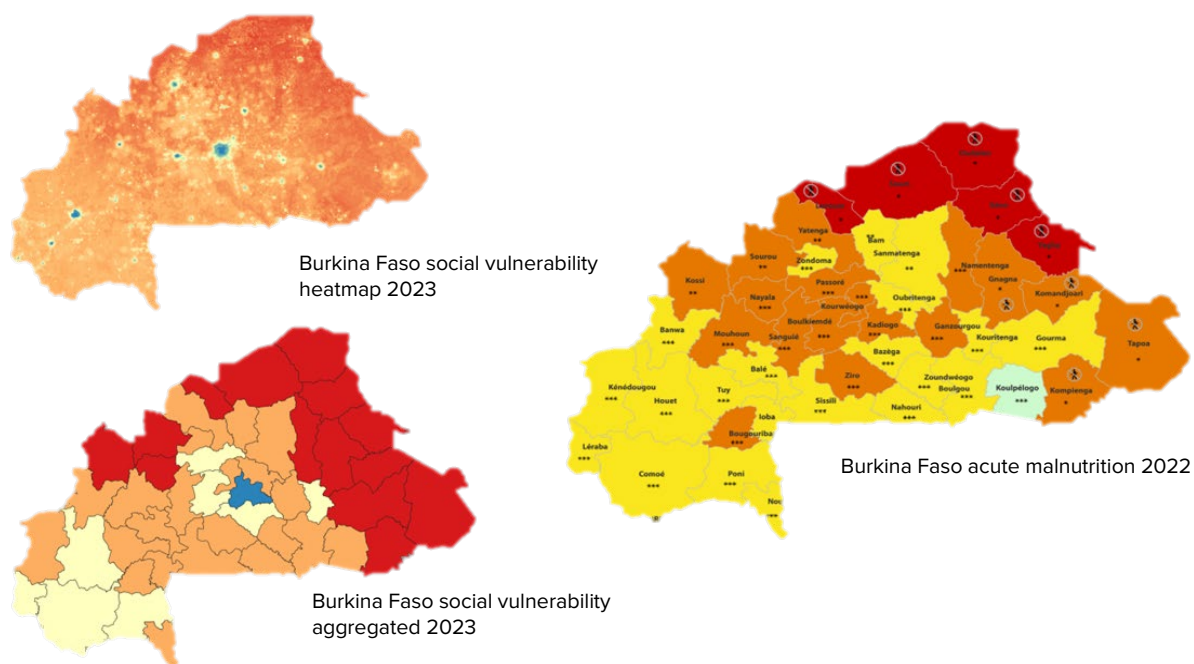 Burkina Faso social vulnerability
heatmap 2023
Burkina Faso social vulnerability
aggregated 2023
Yatenga
**
Bam
**
Sanmatenga
**
Sourou
**
Zondoma
***
Namentenga
***
Kossi
**
Passoré
***
Gnagna
*
Komandjoari
*
Nayala
***
Kourwéogo
***
Oubritenga
***
Banwa
***
Boulkiemdé
***
Kadiogo
***
Ganzourgou
***
Mouhoun
***
Sanguié
***
Kouritenga
***
Gourma
***
Tapoa
*
Bazèga
***
Balé
***
Ziro
***
Zoundwéogo
***
Boulgou
***
Koulpélogo
***
Kompienga
*
Kénédougou
***
Houet
***
Tuy
***
Sissili
***
Nahouri
***
Ioba
Bougouriba
***
Léraba
***
Comoé
***
Poni
***
Burkina Faso acute malnutrition 2022